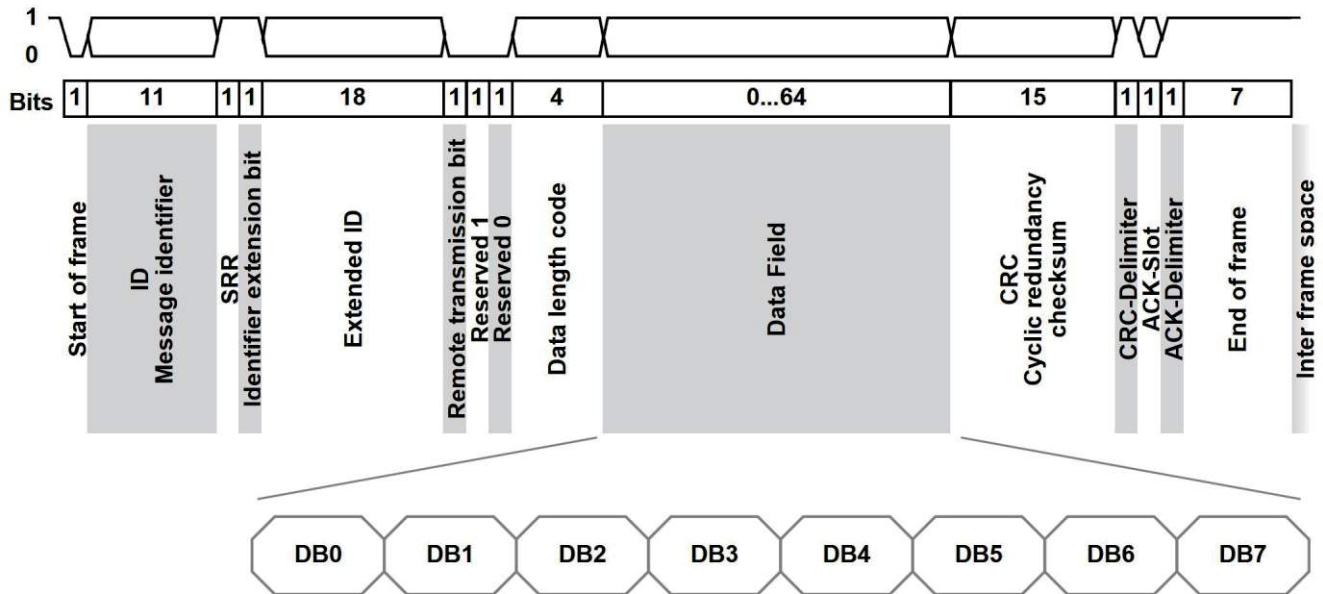 1
0
Bits 1 11 1 1 18 1 1 1 4 0...64 15 1 1 1 7
Start of frame
ID
Message identifier
SRR
Identifier extension bit
Extended ID
Remote transmission bit
Reserved 1
Reserved 0
Data length code
Data Field
CRC
Cyclic redundancy
checksum
CRC-Delimiter
ACK-Slot
ACK-Delimiter
End of frame
Inter frame space
DB0 DB1 DB2 DB3 DB4 DB5 DB6 DB7